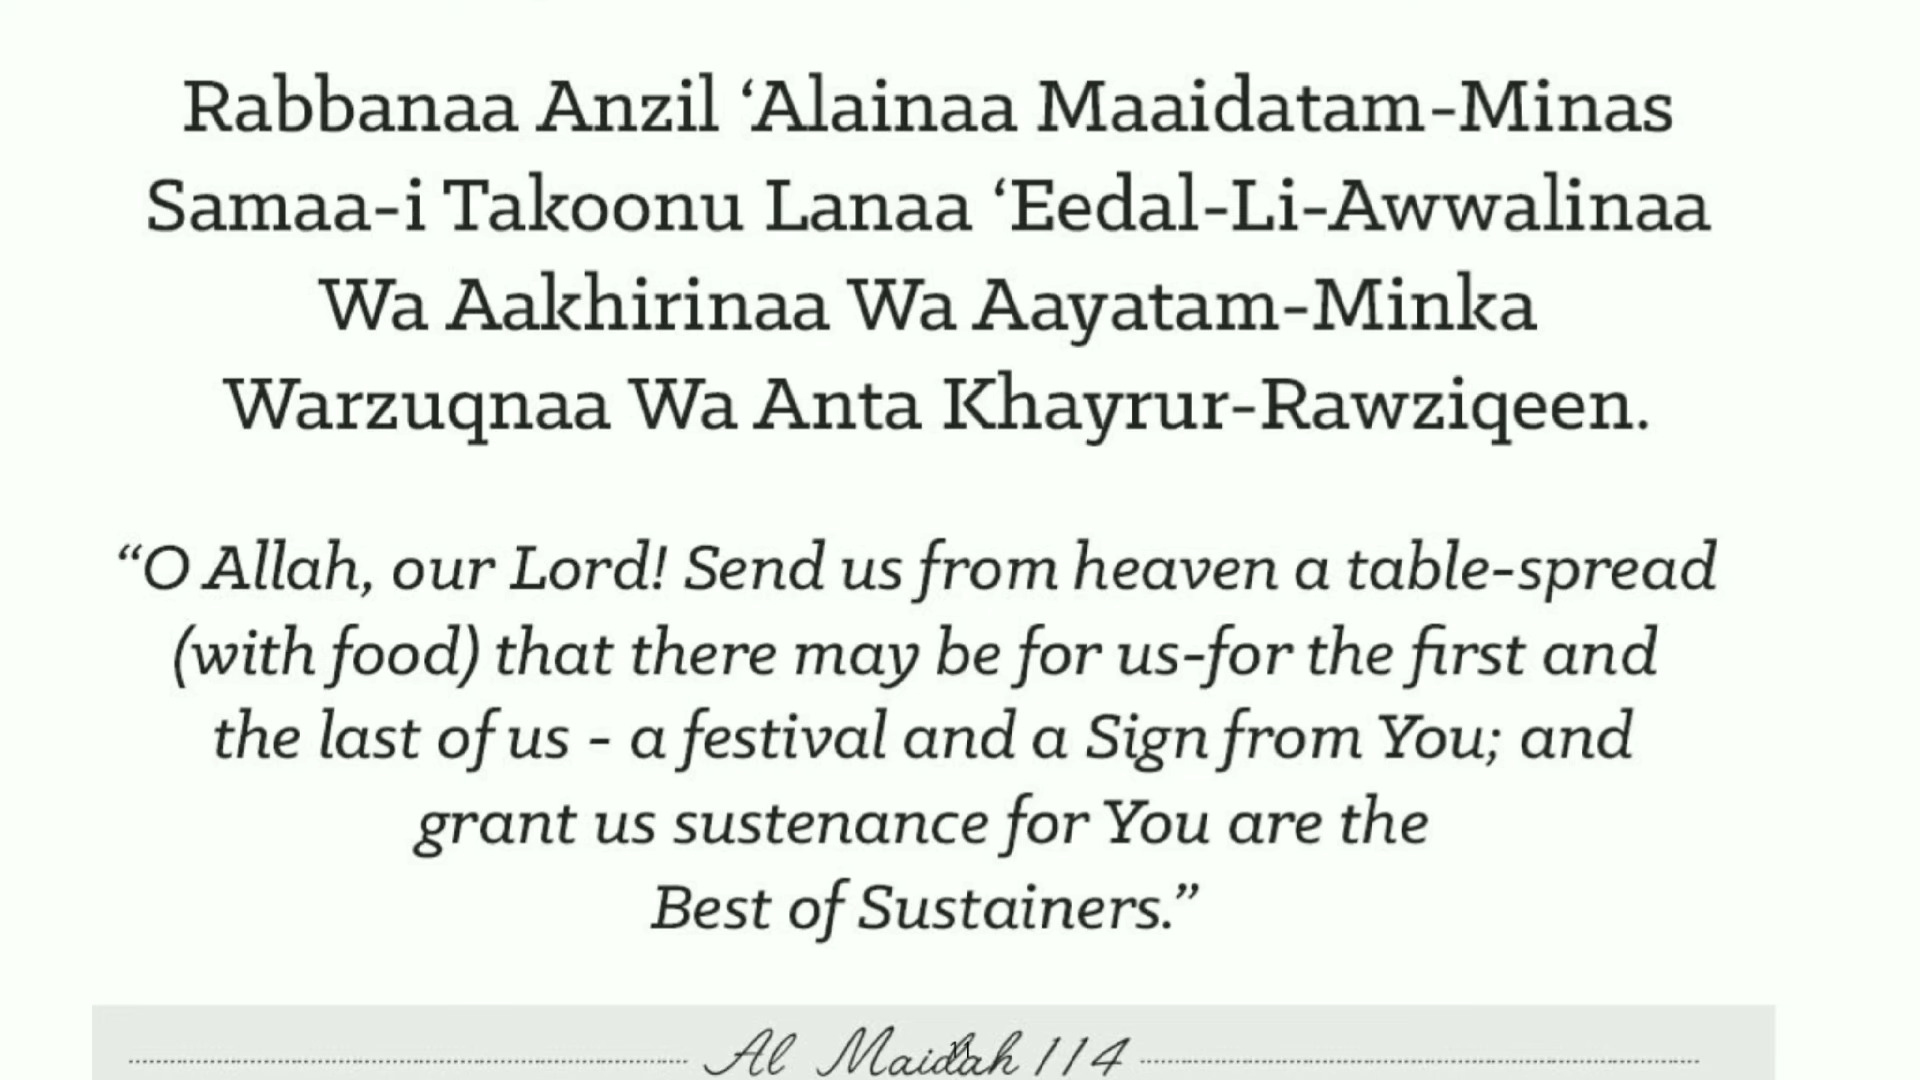 Rabbanaa Anzil ‘Alainaa Maaidatam-Minas
Samaa-i Takoonu Lanaa ‘Eedal-Li-Awwalinaa
Wa Aakhirinaa Wa Aayatam-Minka
Warzuqnaa Wa Anta Khayrur-Rawziqeen.
“O Allah, our Lord! Send us from heaven a table-spread
(with food) that there may be for us-for the first and
the last of us - a festival and a Sign from You; and
grant us sustenance for You are the
Best of Sustainers.”
Al Maidah 114
11